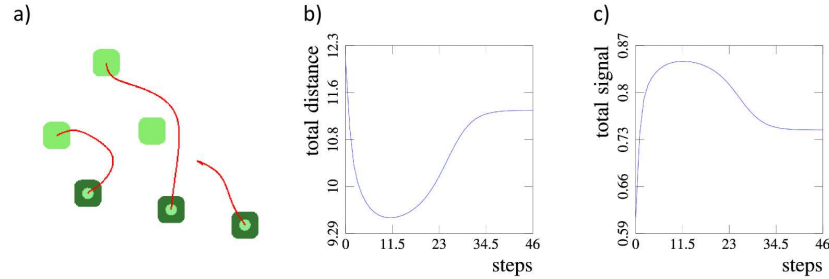 a)
b)
c)
total distance
12.3
11.6
10.8
10
9.29
0
11.5
23
34.5
46
steps
total signal
0.87
0.8
0.73
0.66
0.59
0
11.5
23
34.5
46
steps